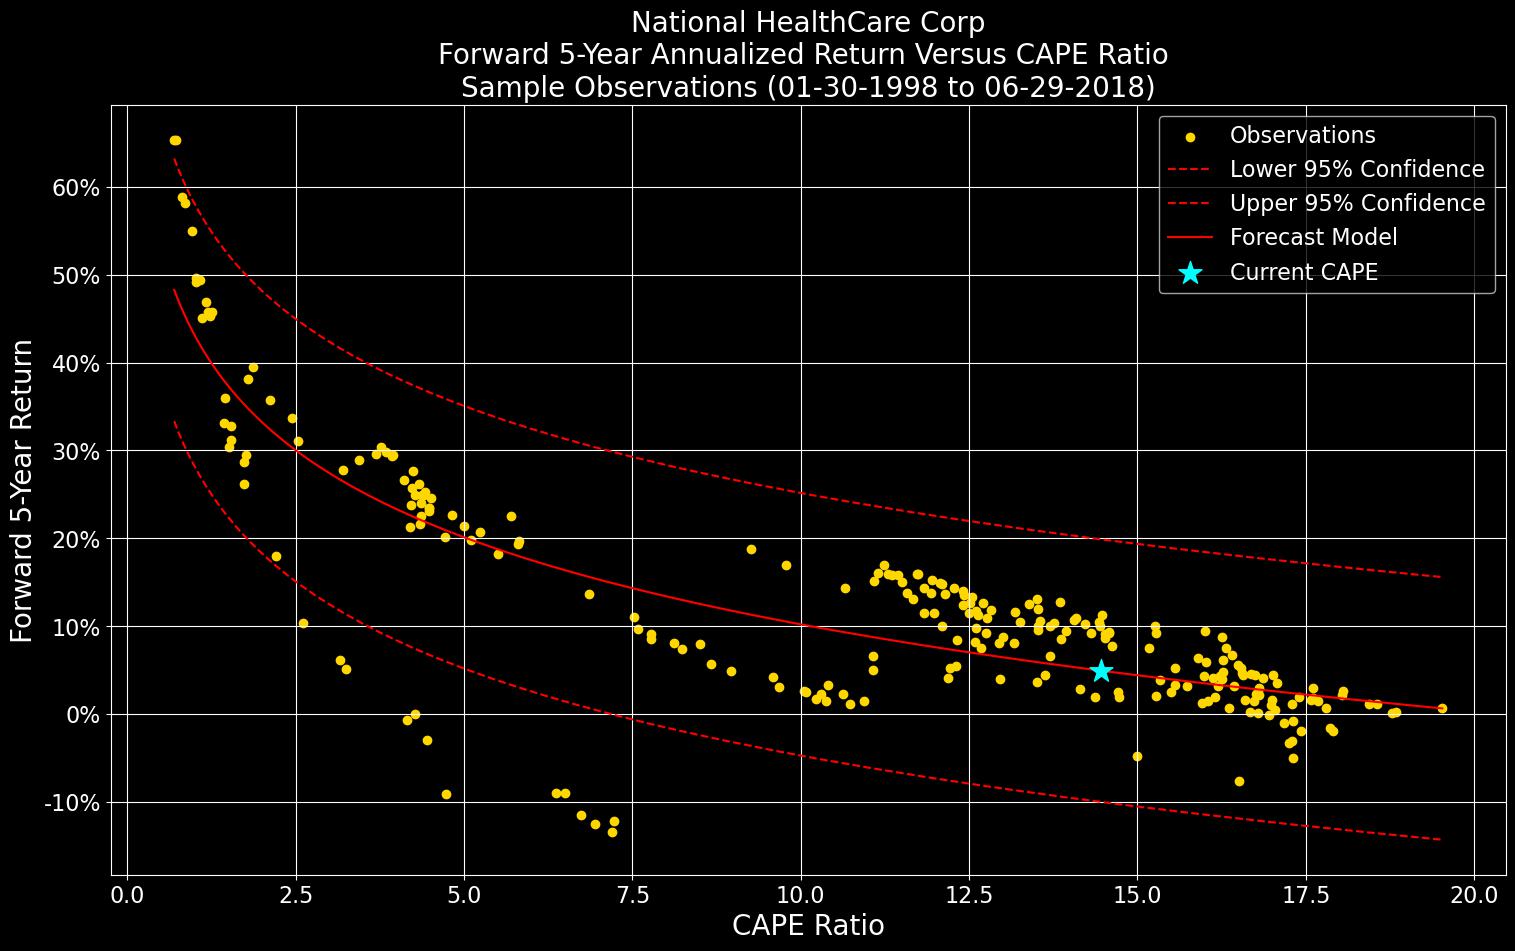 National HealthCare Corp
Forward 5-Year Annualized Return Versus CAPE Ratio
Sample Observations (01-30-1998 to 06-29-2018)
Observations
Lower 95% Confidence
Upper 95% Confidence
Forecast Model
Current CAPE
Forward 5-Year Return
60%
50%
40%
30%
20%
10%
0%
-10%
0.0 2.5 5.0 7.5 10.0 12.5 15.0 17.5 20.0
CAPE Ratio